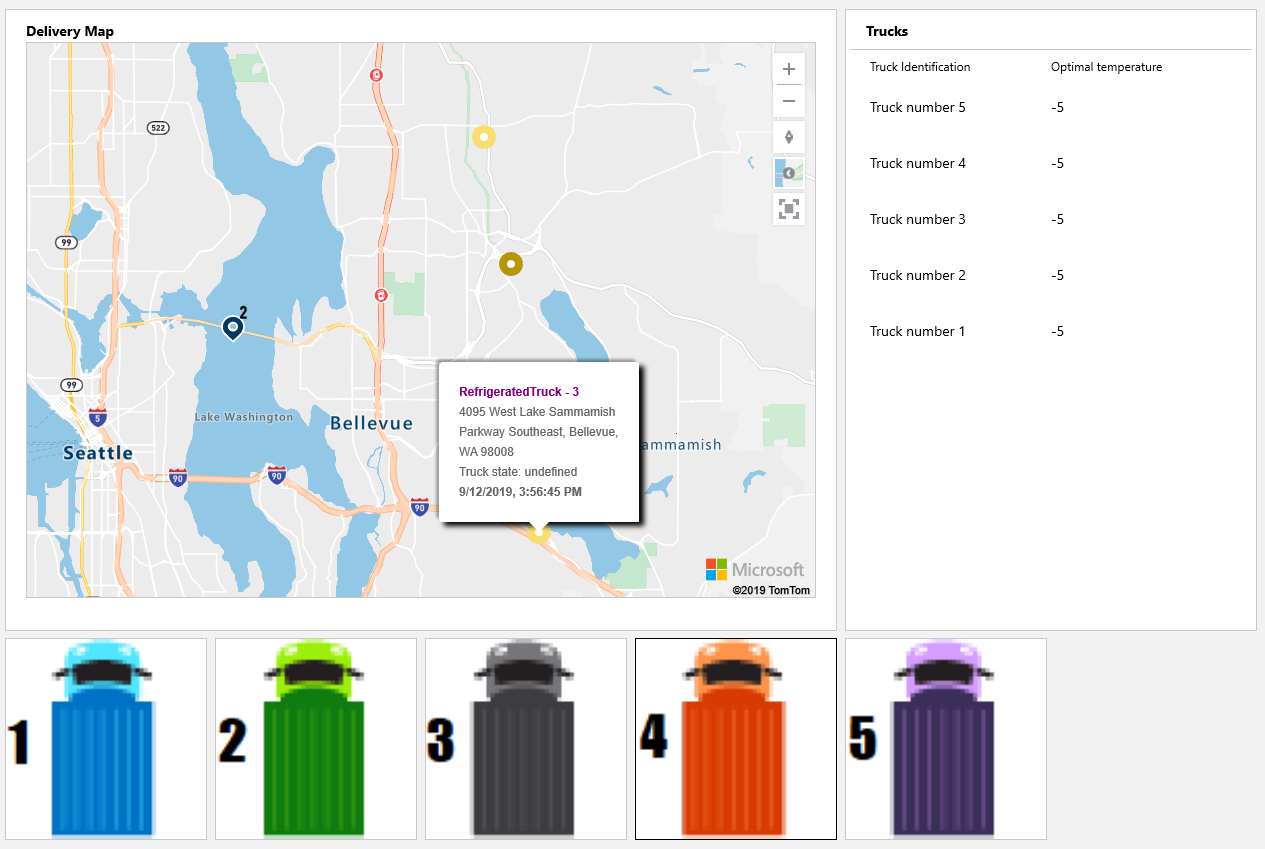 Delivery Map
522
99
2
99
5
Lake Washington
Bellevue
Seattle
90
90
90
RefrigeratedTruck - 3
4095 West Lake Sammamish
Parkway Southeast, Bellevue,
WA 98008
Truck state: undefined
9/12/2019, 3:56:45 PM
ammamish
Microsoft
©2019 TomTom
Trucks
Truck Identification Optimal temperature
Truck number 5 -5
Truck number 4 -5
Truck number 3 -5
Truck number 2 -5
Truck number 1 -5
1
2
3
4
5